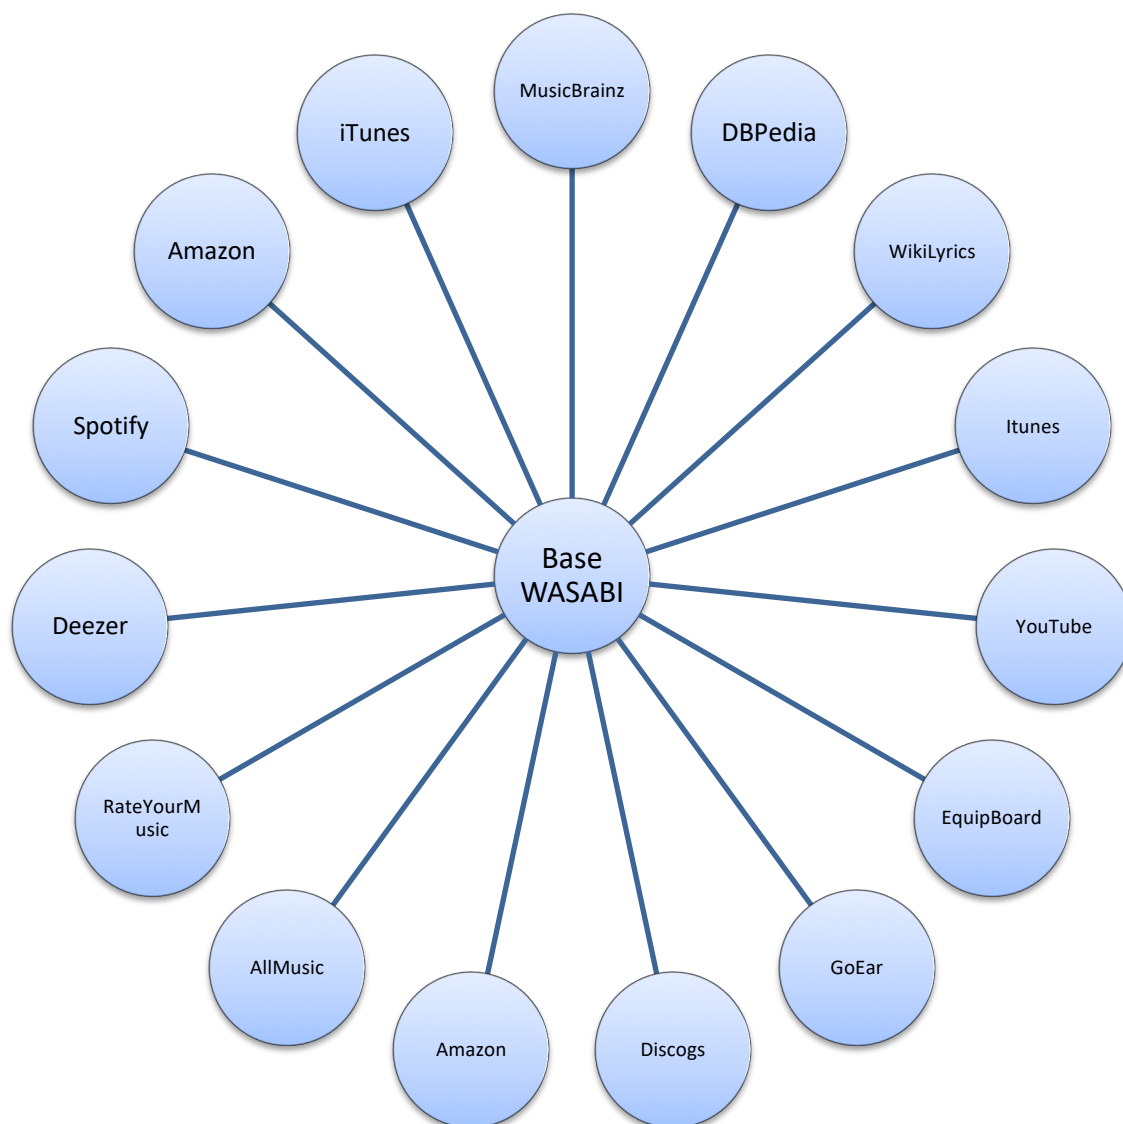 MusicBrainz
iTunes
DBPedia
Amazon
WikiLyrics
Spotify
Itunes
Base
WASABI
Deezer
YouTube
RateYourM
usic
EquipBoard
AllMusic
GoEar
Amazon
Discogs